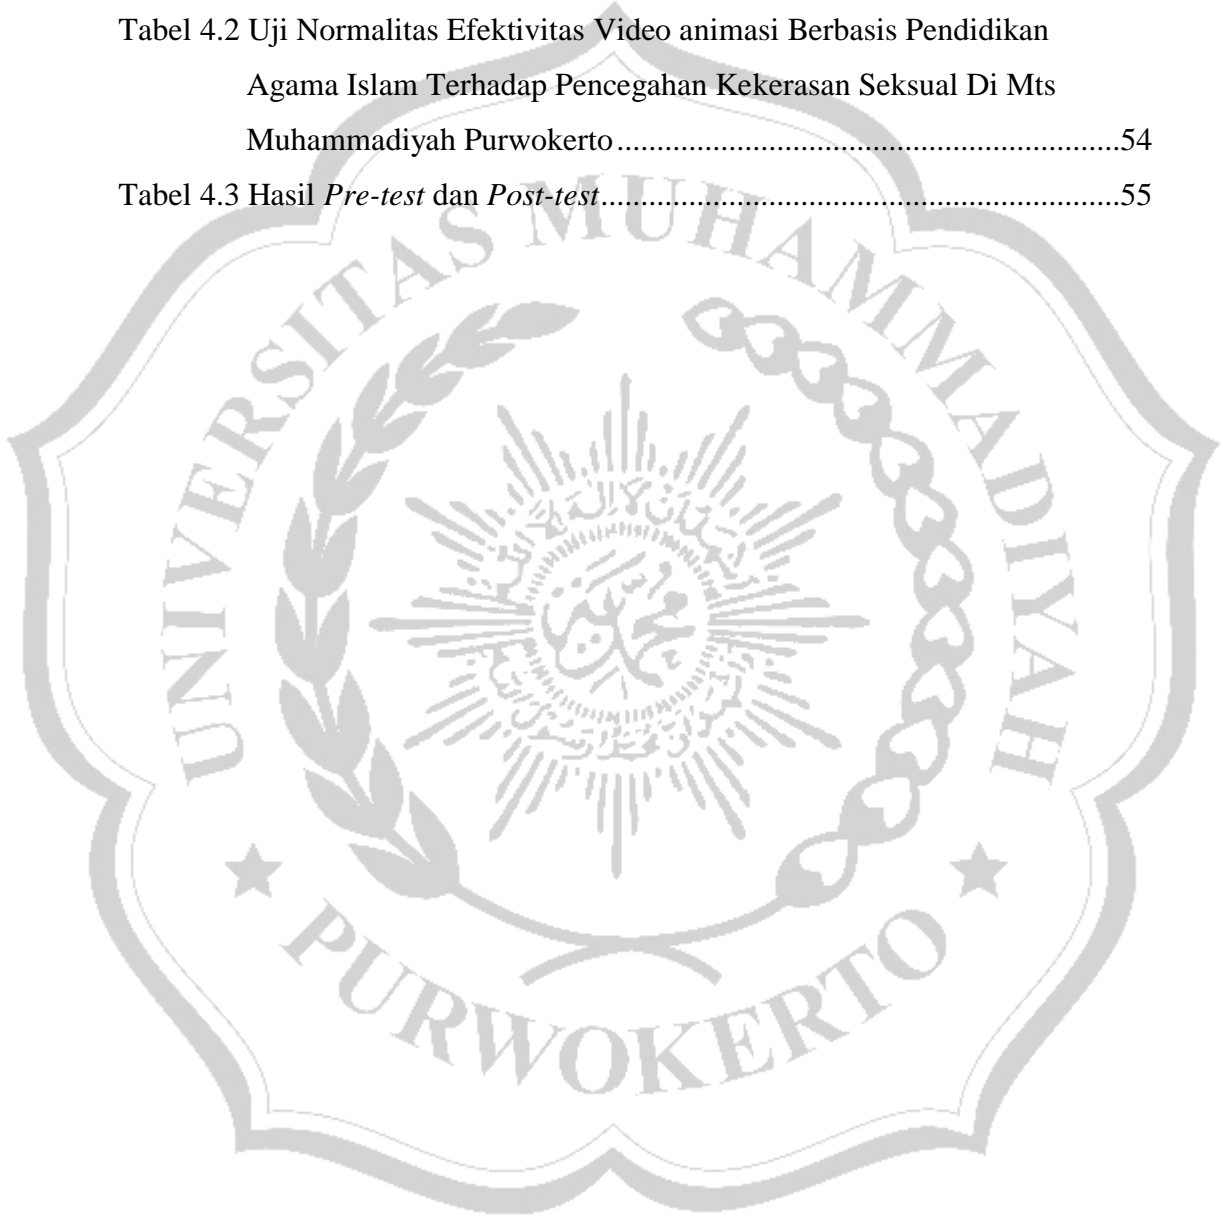 Tabel 4.2 Uji Normalitas Efektivitas Video animasi Berbasis Pendidikan
Agama Islam Terhadap Pencegahan Kekerasan Seksual Di Mts
Muhammadiyah Purwokerto..............................................................54
Tabel 4.3 Hasil Pre-test dan Post-test................................................................55
UNIVERSITAS MUHAMMADIYAH
PURWOKERTO